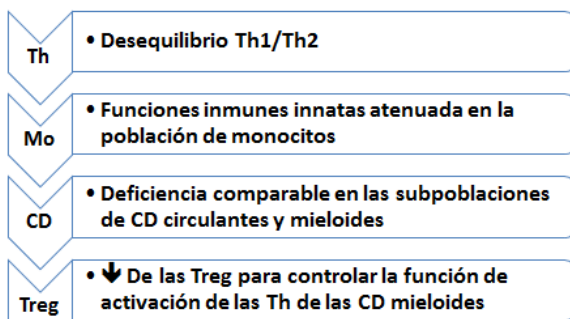 Th
• Desequilibrio Th1/Th2
Mo
• Funciones inmunes innatas atenuada en la
población de monocitos
CD
• Deficiencia comparable en las subpoblaciones
de CD circulantes y mieloides
Treg
• 🡻 De las Treg para controlar la función de
activación de las Th de las CD mieloides